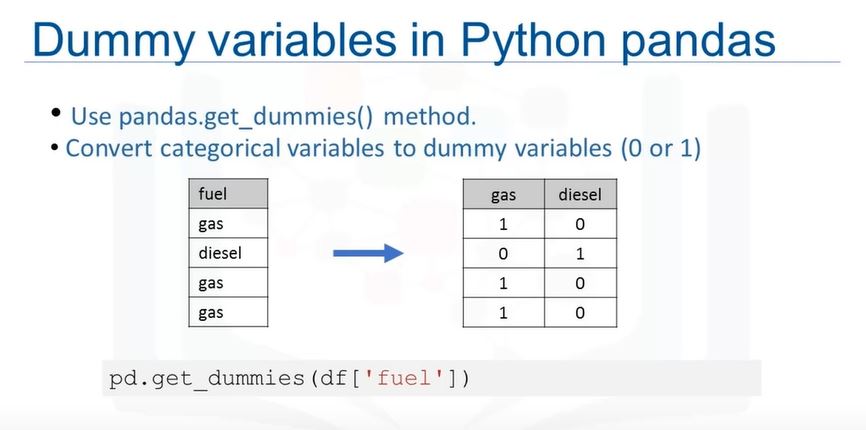 Dummy variables in Python pandas
• Use pandas.get_dummies() method.
• Convert categorical variables to dummy variables (0 or 1)
fuel
gas
diesel
gas
gas
gas diesel
1 0
0 1
1 0
1 0
pd.get_dummies(df['fuel'])